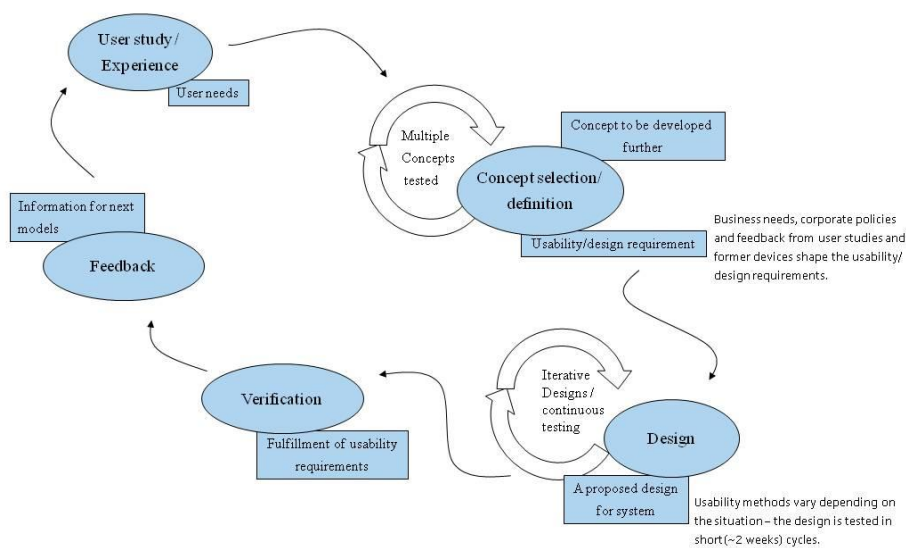 User study /
Experience
User needs
Multiple
Concepts
tested
Concept to be developed
further
Concept selection/
definition
Usability/design requirement
Business needs, corporate policies
and feedback from user studies and
former devices shape the usability/
design requirements.
Information for next
models
Feedback
Verification
Fulfillment of usability
requirements
Iterative
Designs /
continuous
testing
Design
A proposed design
for system
Usability methods vary depending on
the situation – the design is tested in
short (~2 weeks) cycles.